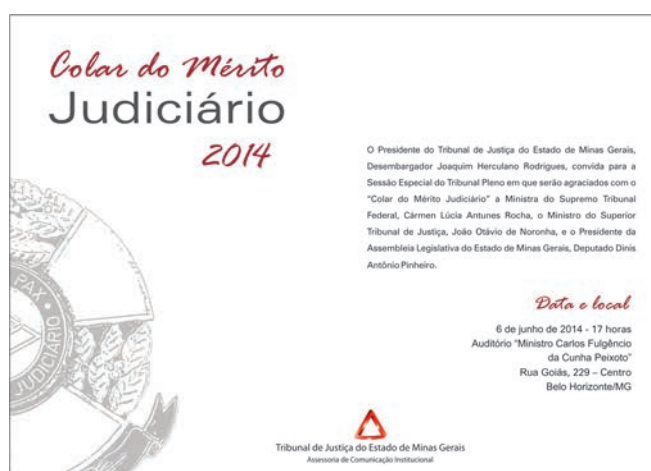 Colar do Mérito
Judiciário
2014
O Presidente do Tribunal de Justiça do Estado de Minas Gerais,
Desembargador Joaquim Herculano Rodrigues, convida para a
Sessão Especial do Tribunal Pleno em que serão agraciados com o
"Colar do Mérito Judiciário" a Ministra do Supremo Tribunal
Federal, Cármen Lúcia Antunes Rocha, o Ministro do Superior
Tribunal de Justiça, João Otávio de Noronha, e o Presidente da
Assembleia Legislativa do Estado de Minas Gerais, Deputado Dinis
Antônio Pinheiro.
Data e local
6 de junho de 2014 - 17 horas
Auditório "Ministro Carlos Fulgêncio
da Cunha Peixoto"
Rua Goiás, 229 – Centro
Belo Horizonte/MG
PAX
JUDICIÁRIO
Tribunal de Justiça do Estado de Minas Gerais
Assessoria de Comunicação Institucional